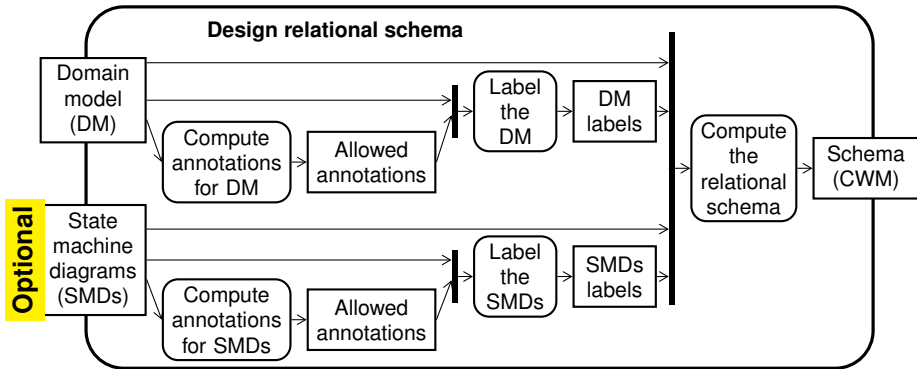 Design relational schema
Domain
model
(DM)
Compute
annotations
for DM
Allowed
annotations
Label
the
DM
DM
labels
Compute
the
relational
schema
Schema
(CWM)
Optional
State
machine
diagrams
(SMDs)
Compute
annotations
for SMDs
Allowed
annotations
Label
the
SMDs
SMDs
labels